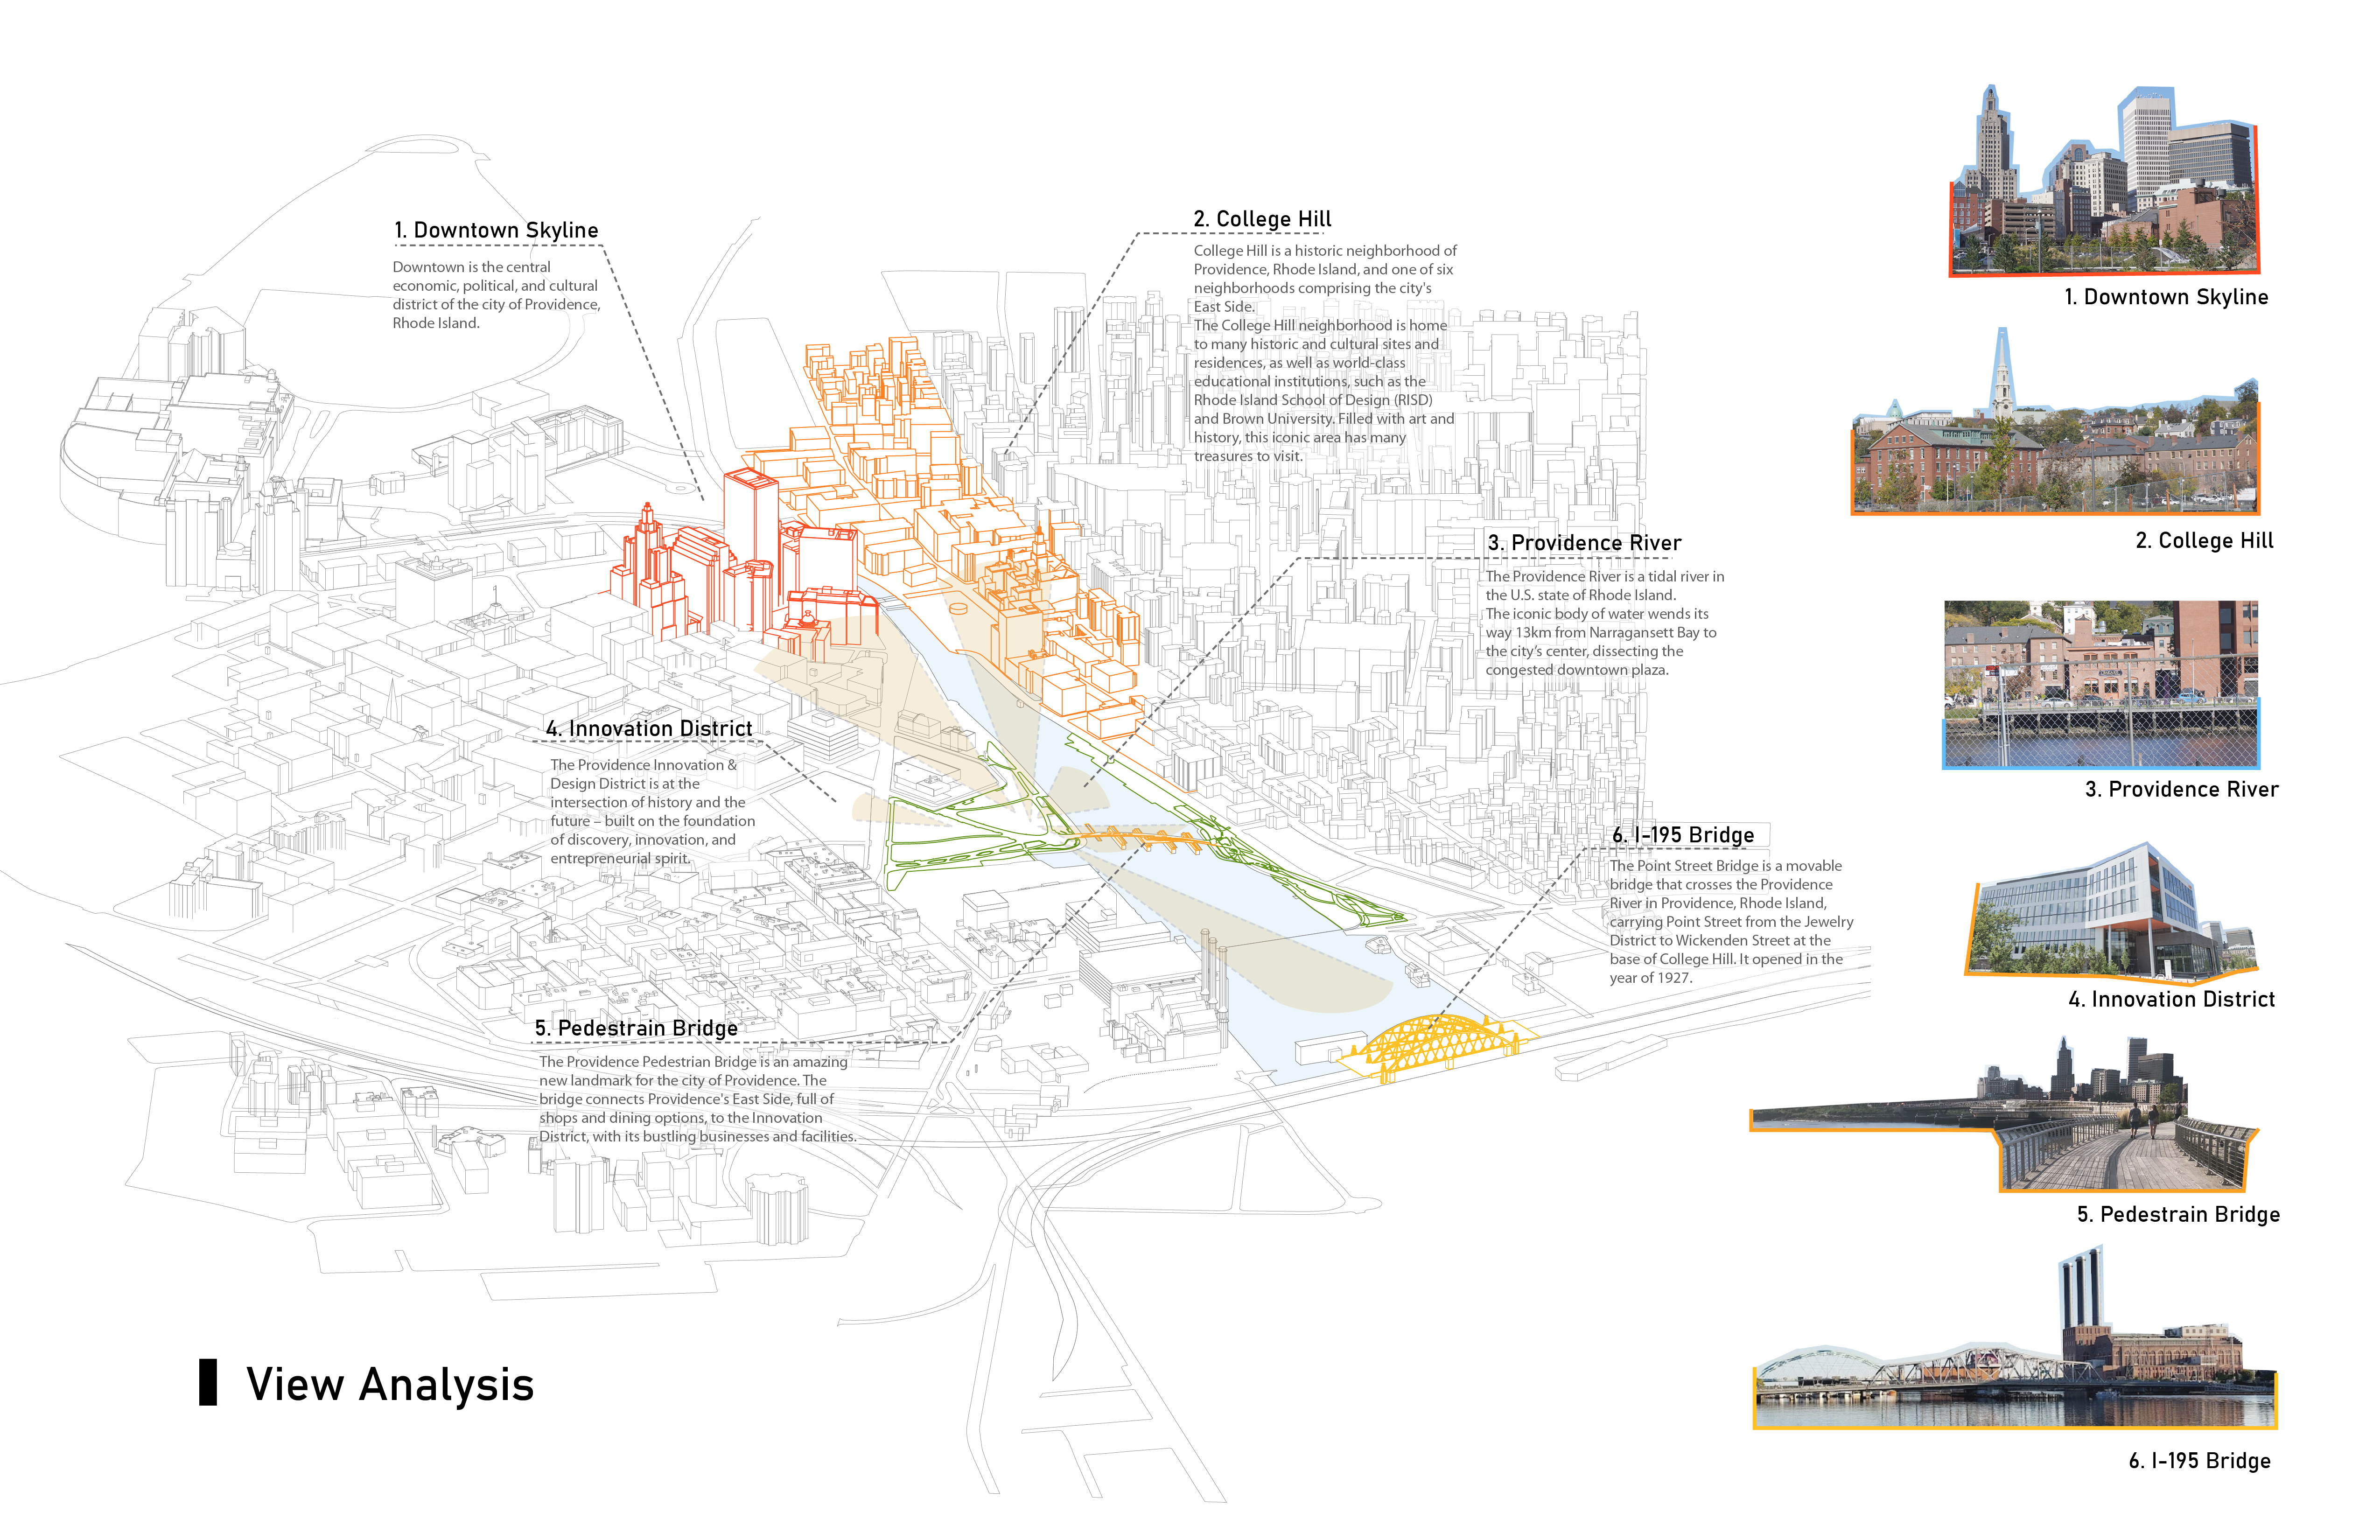 1. Downtown Skyline
Downtown is the central
economic, political, and cultural
district of the city of Providence,
Rhode Island.
2. College Hill
College Hill is a historic neighborhood of
Providence, Rhode Island, and one of six
neighborhoods comprising the city's
East Side.
The College Hill neighborhood is home
to many historic and cultural sites and
residences, as well as world-class
educational institutions, such as the
Rhode Island School of Design (RISD)
and Brown University. Filled with art and
history, this iconic area has many
treasures to visit.
3. Providence River
The Providence River is a tidal river in
the U.S. state of Rhode Island.
The iconic body of water wends its
way 13km from Narragansett Bay to
the city's center, dissecting the
congested downtown plaza.
4. Innovation District
The Providence Innovation &
Design District is at the
intersection of history and the
future – built on the foundation
of discovery, innovation, and
entrepreneurial spirit.
6. I-195 Bridge
The Point Street Bridge is a movable
bridge that crosses the Providence
River in Providence, Rhode Island,
carrying Point Street from the Jewelry
District to Wickenden Street at the
base of College Hill. It opened in the
year of 1927.
5. Pedestrain Bridge
The Providence Pedestrian Bridge is an amazing
new landmark for the city of Providence. The
bridge connects Providence's East Side, full of
shops and dining options, to the Innovation
District, with its bustling businesses and facilities.
View Analysis
1. Downtown Skyline
2. College Hill
3. Providence River
4. Innovation District
5. Pedestrain Bridge
6. I-195 Bridge